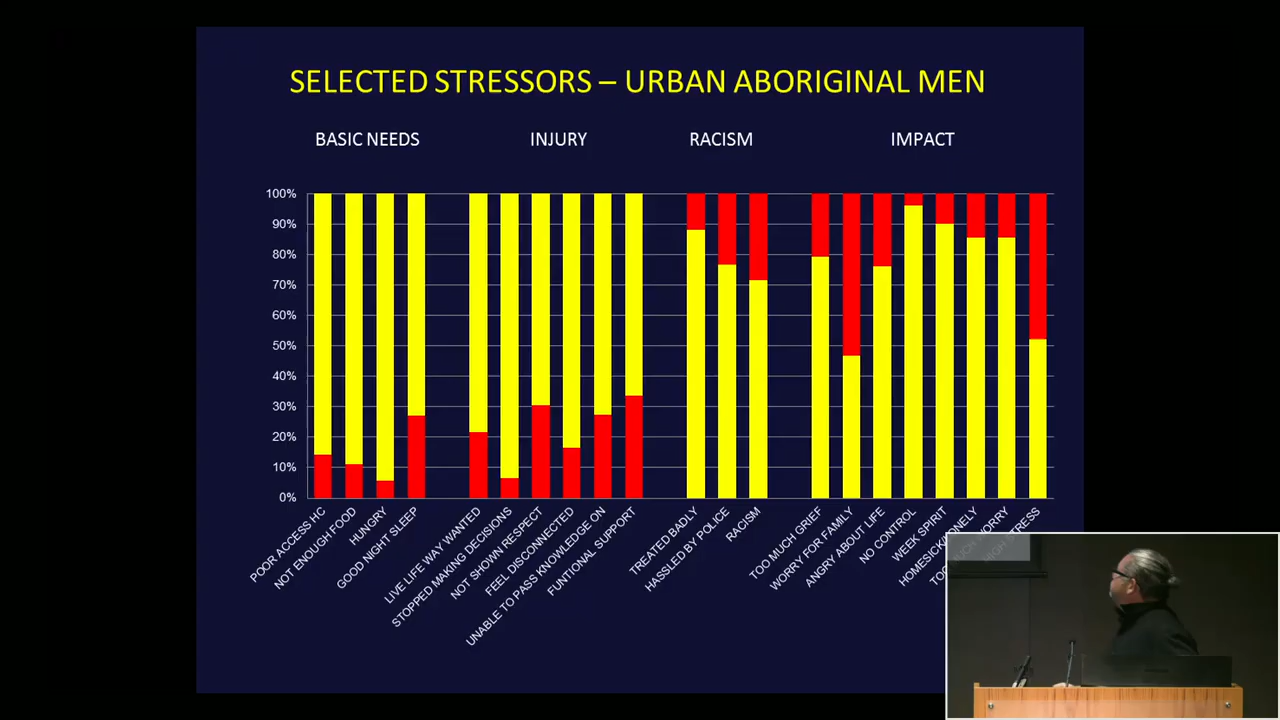 SELECTED STRESSORS – URBAN ABORIGINAL MEN
BASIC NEEDS
INJURY
RACISM
IMPACT
100%
90%
80%
70%
60%
50%
40%
30%
20%
10%
0%
POOR ACCESS HC
NOT ENOUGH FOOD
HUNGRY
GOOD NIGHT SLEEP
LIVE LIFE WAY WANTED
STOPPED MAKING DECISIONS
NOT SHOWN RESPECT
FEEL DISCONNECTED
UNABLE TO PASS KNOWLEDGE ON
FUNTIONAL SUPPORT
TREATED BADLY
HASSLED BY POLICE
RACISM
TOO MUCH GRIEF
WORRY FOR FAMILY
ANGRY ABOUT LIFE
NO CONTROL
WEEK SPIRIT
HOMESICK/LONELY
TOO MUCH WORRY
HIGH STRESS